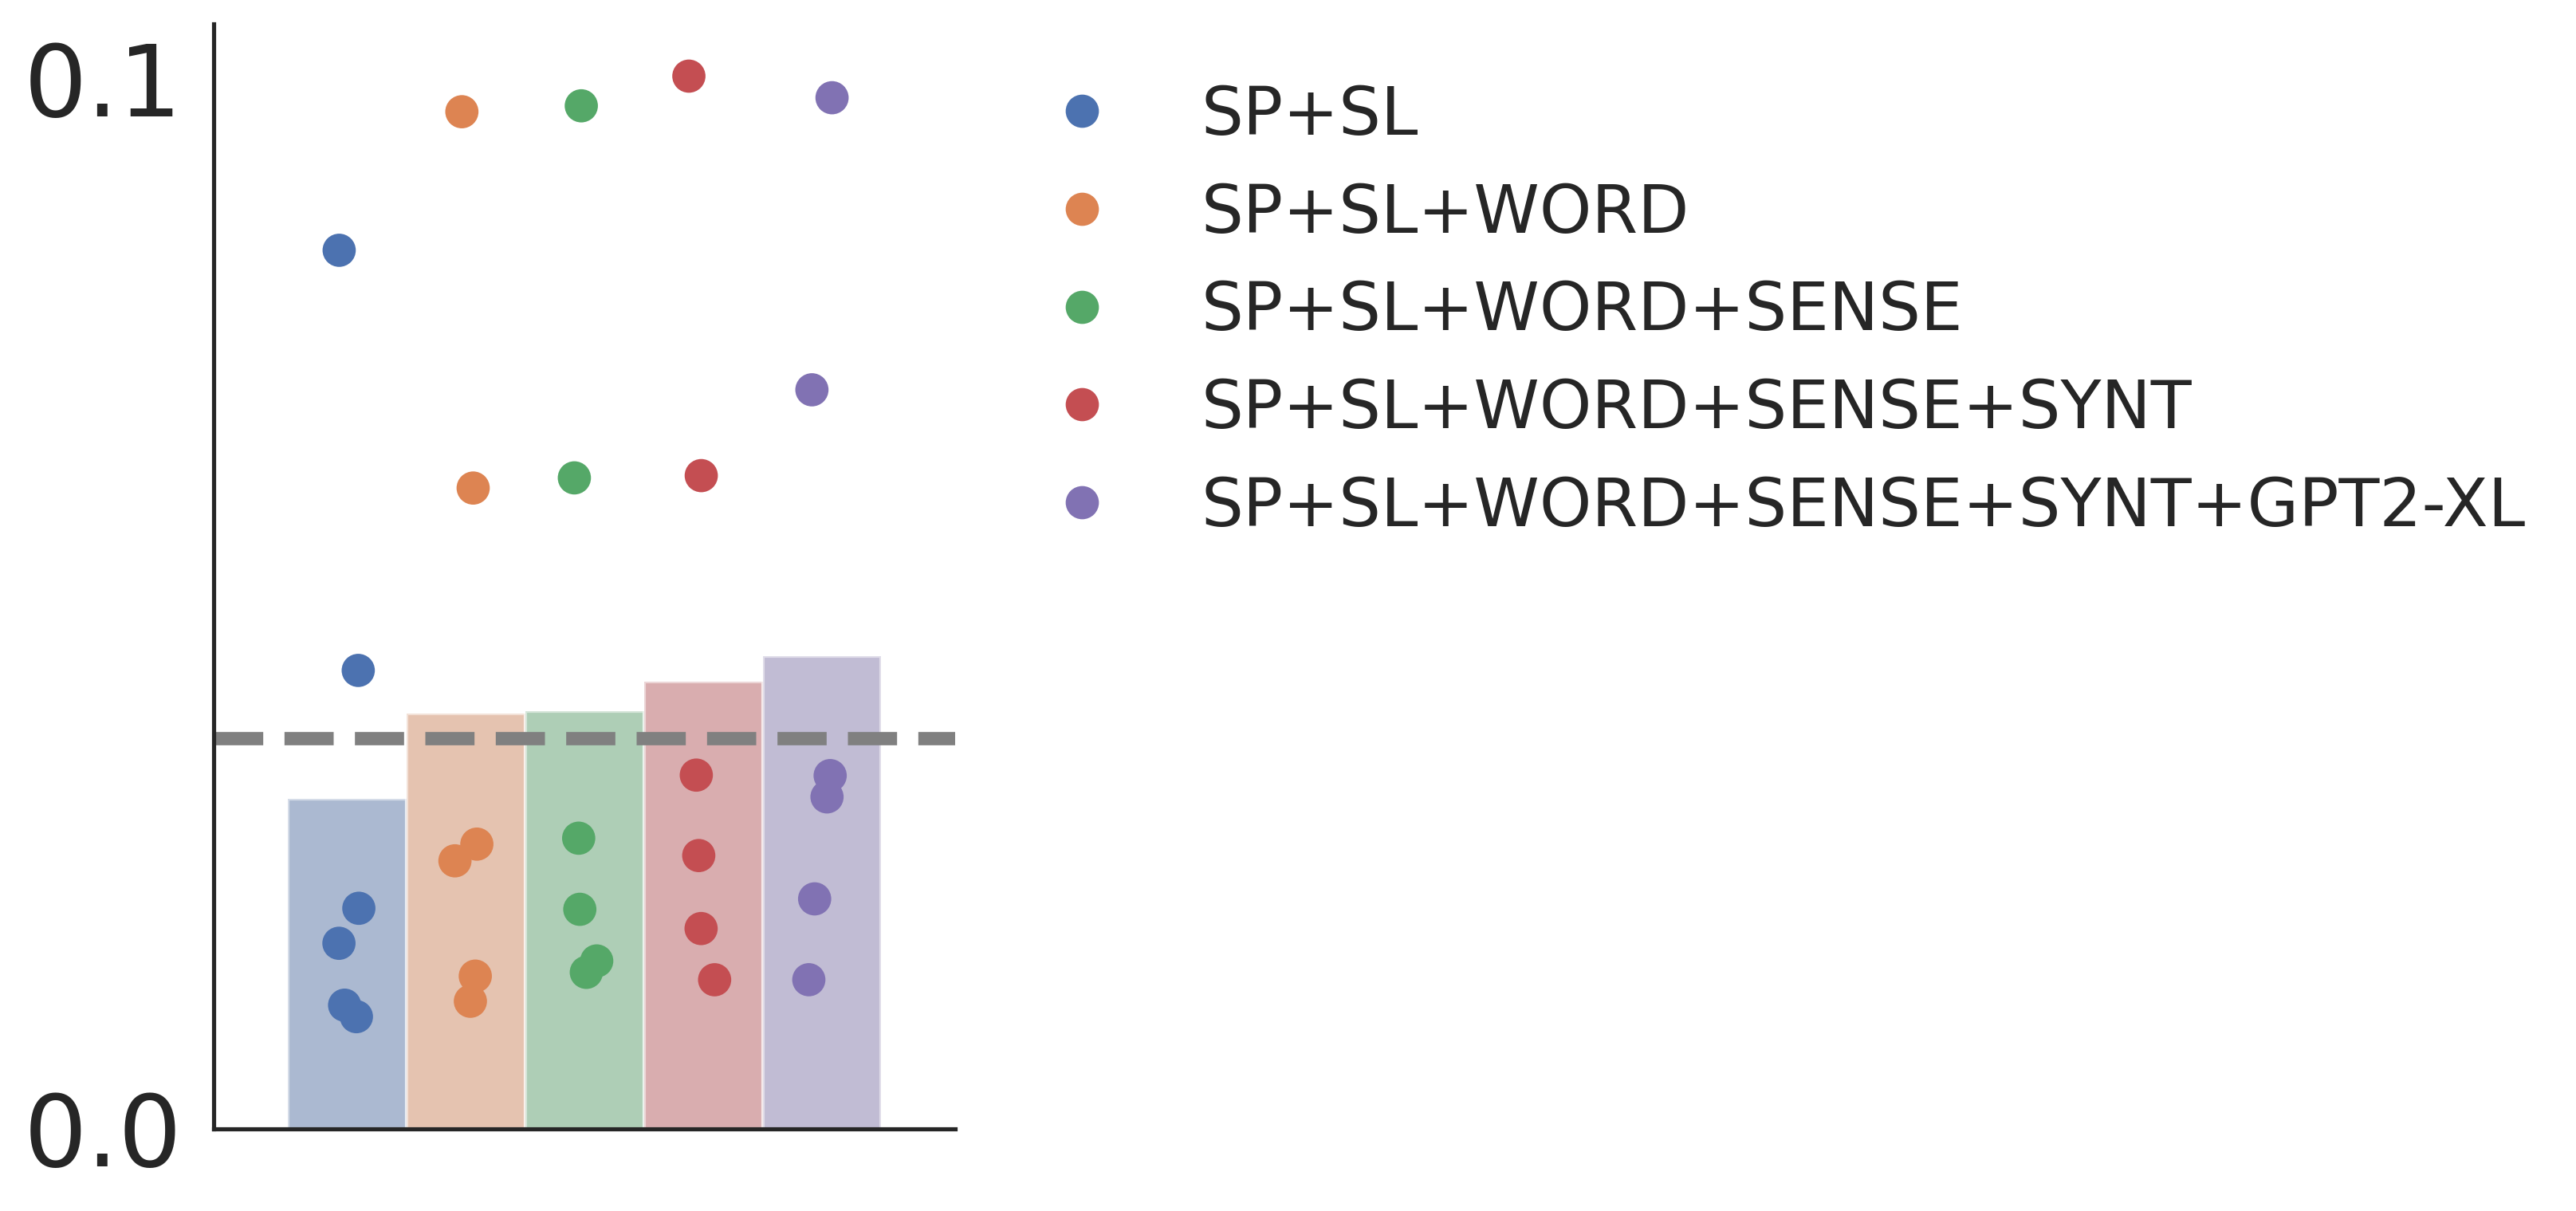 0.1
SP+SL
SP+SL+WORD
SP+SL+WORD+SENSE
SP+SL+WORD+SENSE+SYNT
SP+SL+WORD+SENSE+SYNT+GPT2-XL
0.0